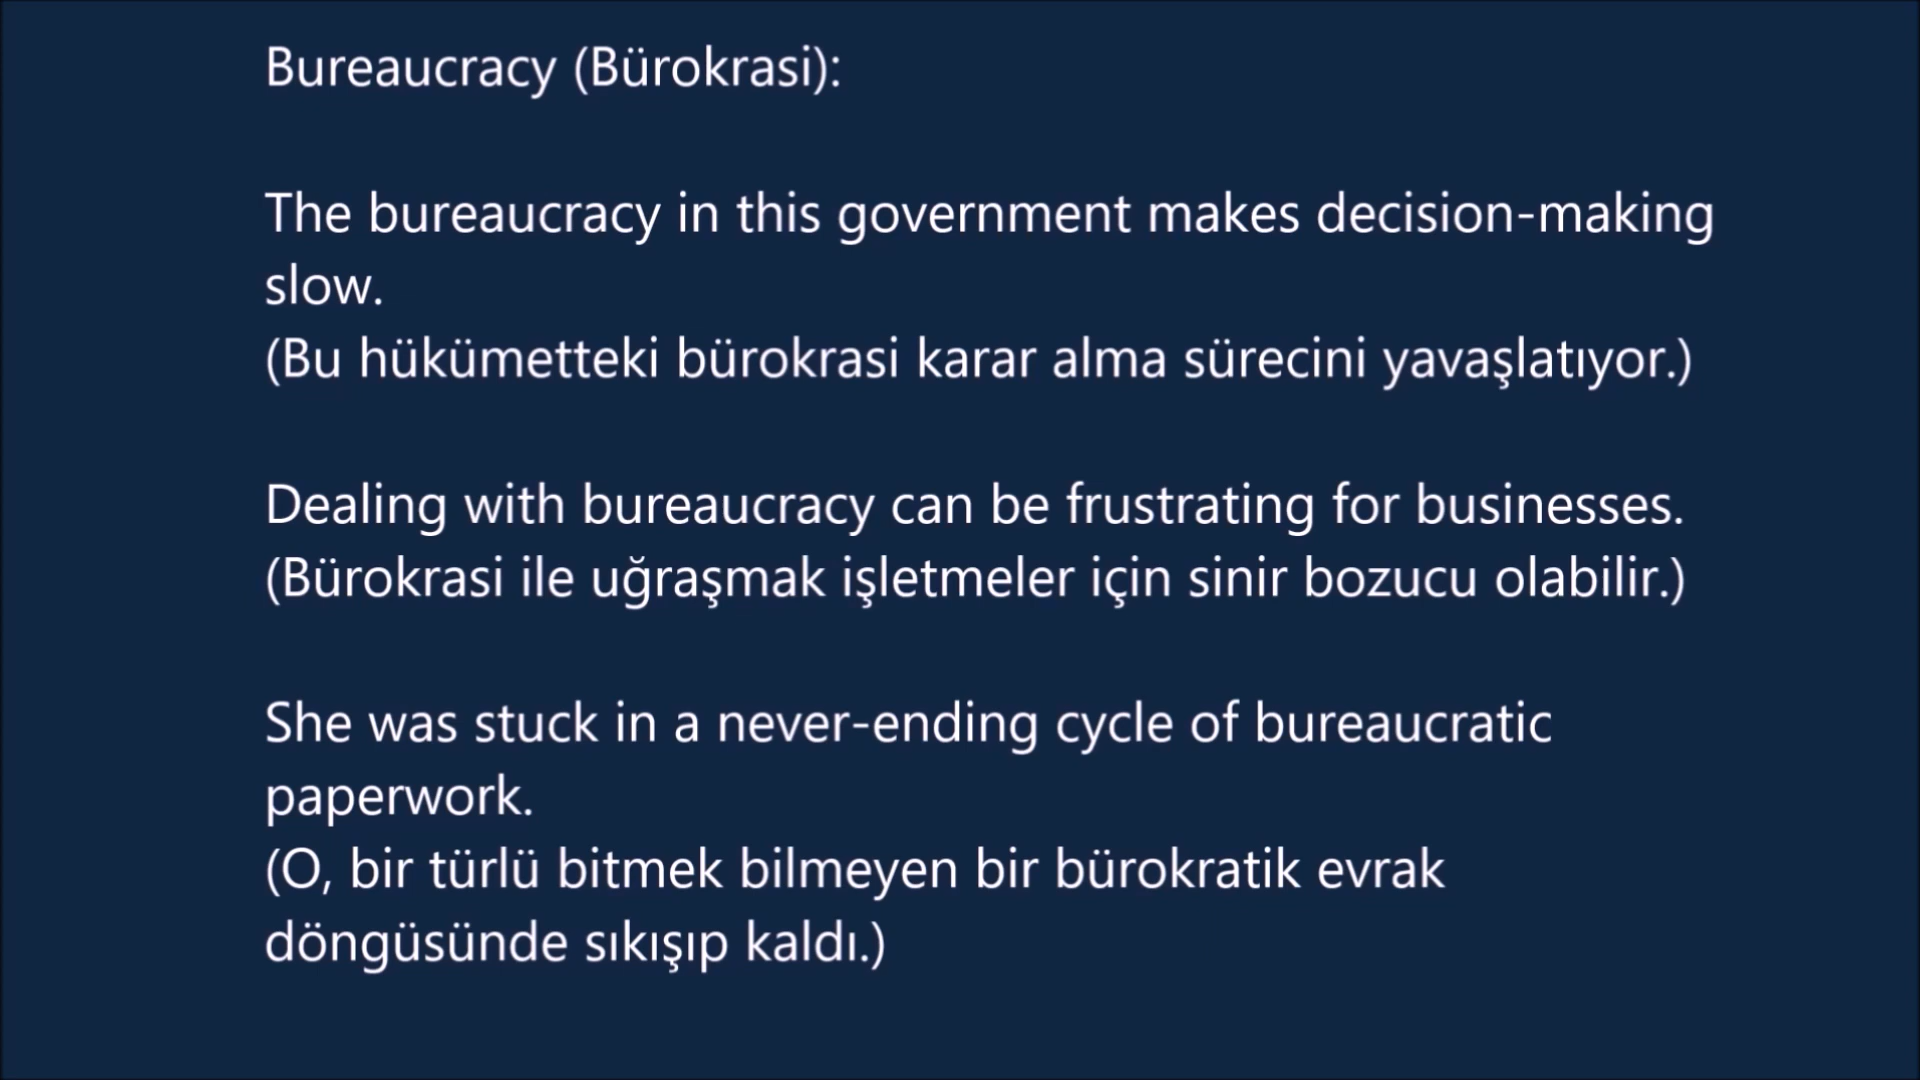 Bureaucracy (Bürokrasi):
The bureaucracy in this government makes decision-making
slow.
(Bu hükümetteki bürokrasi karar alma sürecini yavaşlatıyor.)
Dealing with bureaucracy can be frustrating for businesses.
(Bürokrasi ile uğraşmak işletmeler için sinir bozucu olabilir.)
She was stuck in a never-ending cycle of bureaucratic
paperwork.
(O, bir türlü bitmek bilmeyen bir bürokratik evrak
döngüsünde sıkışıp kaldı.)